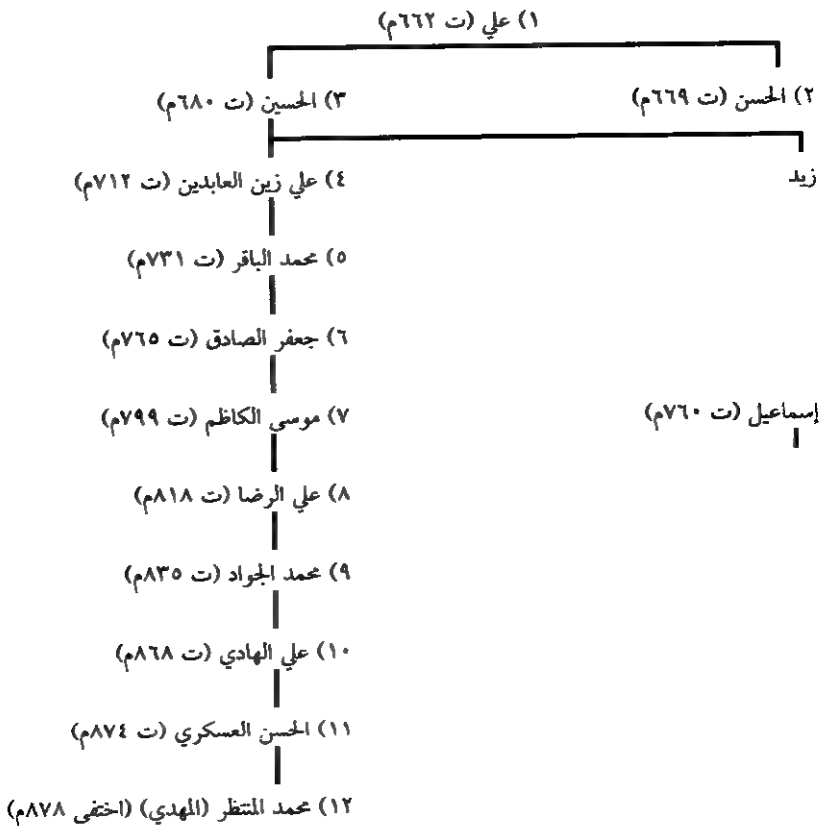 ١) علي (ت ٦٦٢م)
٢) الحسن (ت ٦٦٩م)
٣) الحسين (ت ٦٨٠م)
زيد
٤) علي زين العابدين (ت ٧١٢م)
٥) محمد الباقر (ت ٧٣١م)
٦) جعفر الصادق (ت ٧٦٥م)
إسماعيل (ت ٧٦٠م)
٧) موسى الكاظم (ت ٧٩٩م)
٨) علي الرضا (ت ٨١٨م)
٩) محمد الجواد (ت ٨٣٥م)
١٠) علي الهادي (ت ٨٦٨م)
١١) الحسن العسكري (ت ٨٧٤م)
١٢) محمد المنتظر (المهدي) (اختفى ٨٧٨م)